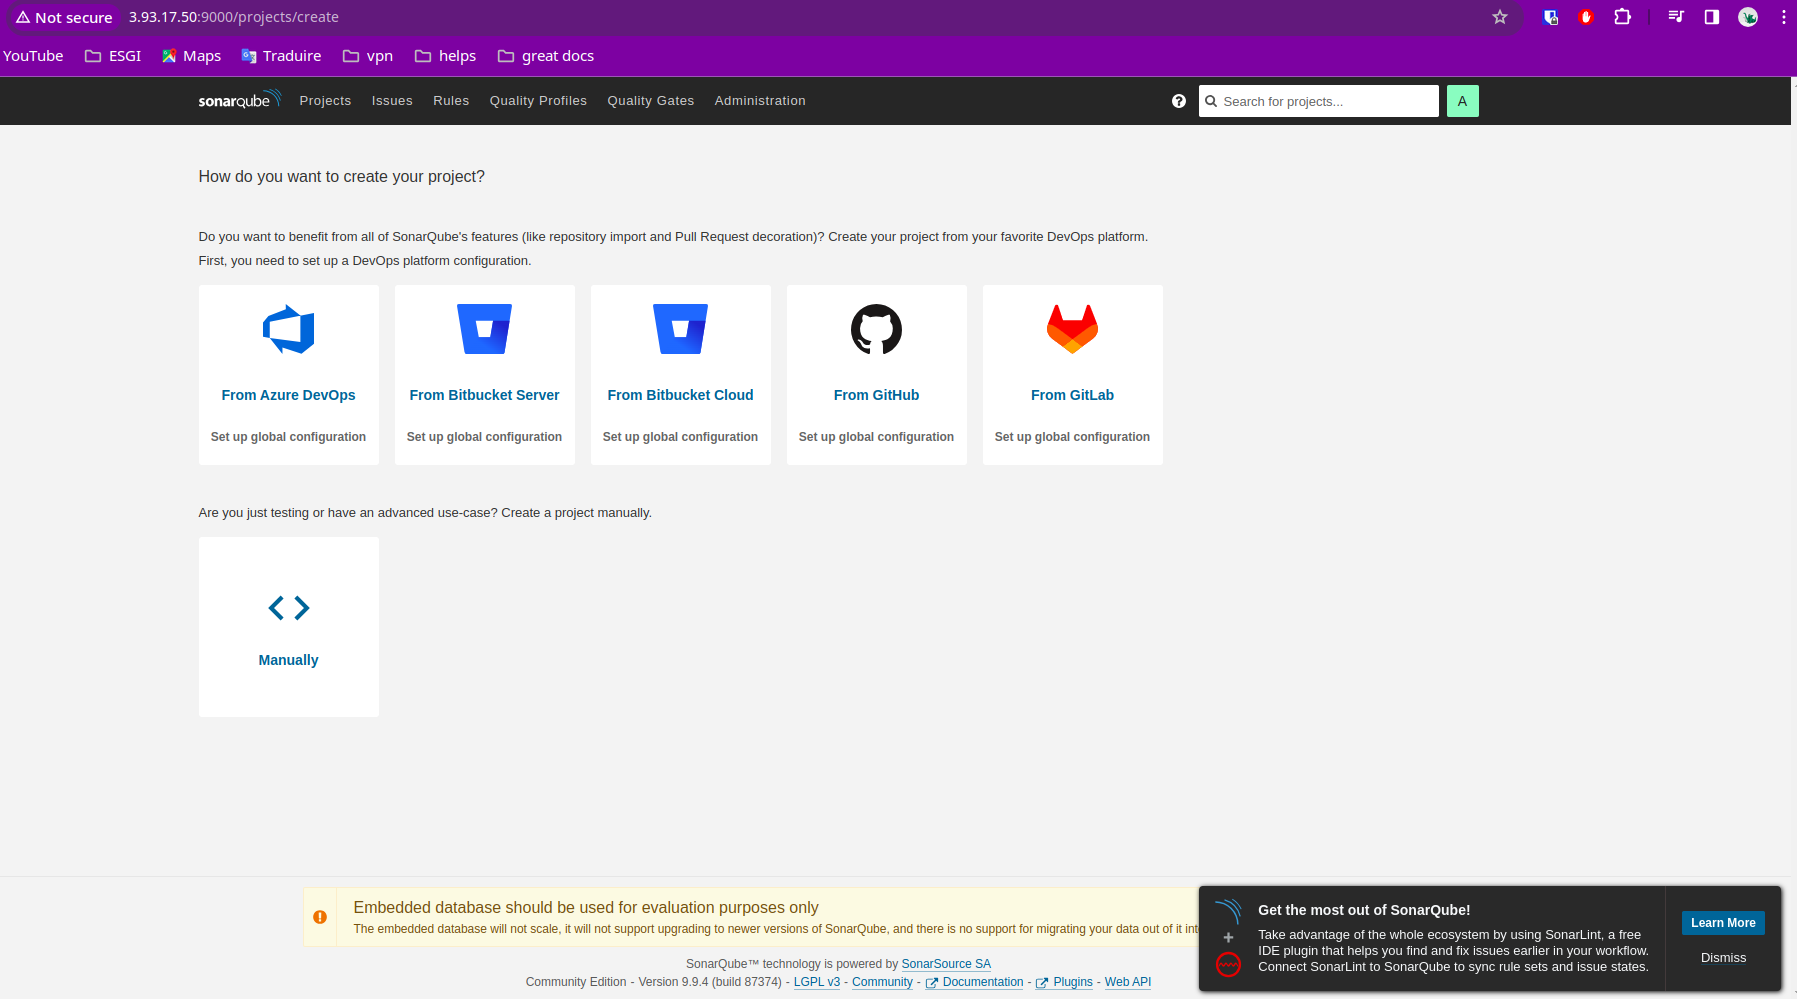 Not secure 3.93.17.50:9000/projects/create
YouTube ESGI Maps Traduire vpn helps great docs
sonarqube Projects Issues Rules Quality Profiles Quality Gates Administration Search for projects... A
How do you want to create your project?
Do you want to benefit from all of SonarQube's features (like repository import and Pull Request decoration)? Create your project from your favorite DevOps platform.
First, you need to set up a DevOps platform configuration.
From Azure DevOps From Bitbucket Server From Bitbucket Cloud From GitHub From GitLab
Set up global configuration Set up global configuration Set up global configuration Set up global configuration Set up global configuration
Are you just testing or have an advanced use-case? Create a project manually.
Manually
Embedded database should be used for evaluation purposes only
The embedded database will not scale, it will not support upgrading to newer versions of SonarQube, and there is no support for migrating your data out of it
SonarQube™ technology is powered by SonarSource SA
Community Edition - Version 9.9.4 (build 87374) - LGPL v3 - Community - Documentation - Plugins - Web API
Get the most out of SonarQube!
Take advantage of the whole ecosystem by using SonarLint, a free
IDE plugin that helps you find and fix issues earlier in your workflow.
Connect SonarLint to SonarQube to sync rule sets and issue states.
Learn More
Dismiss